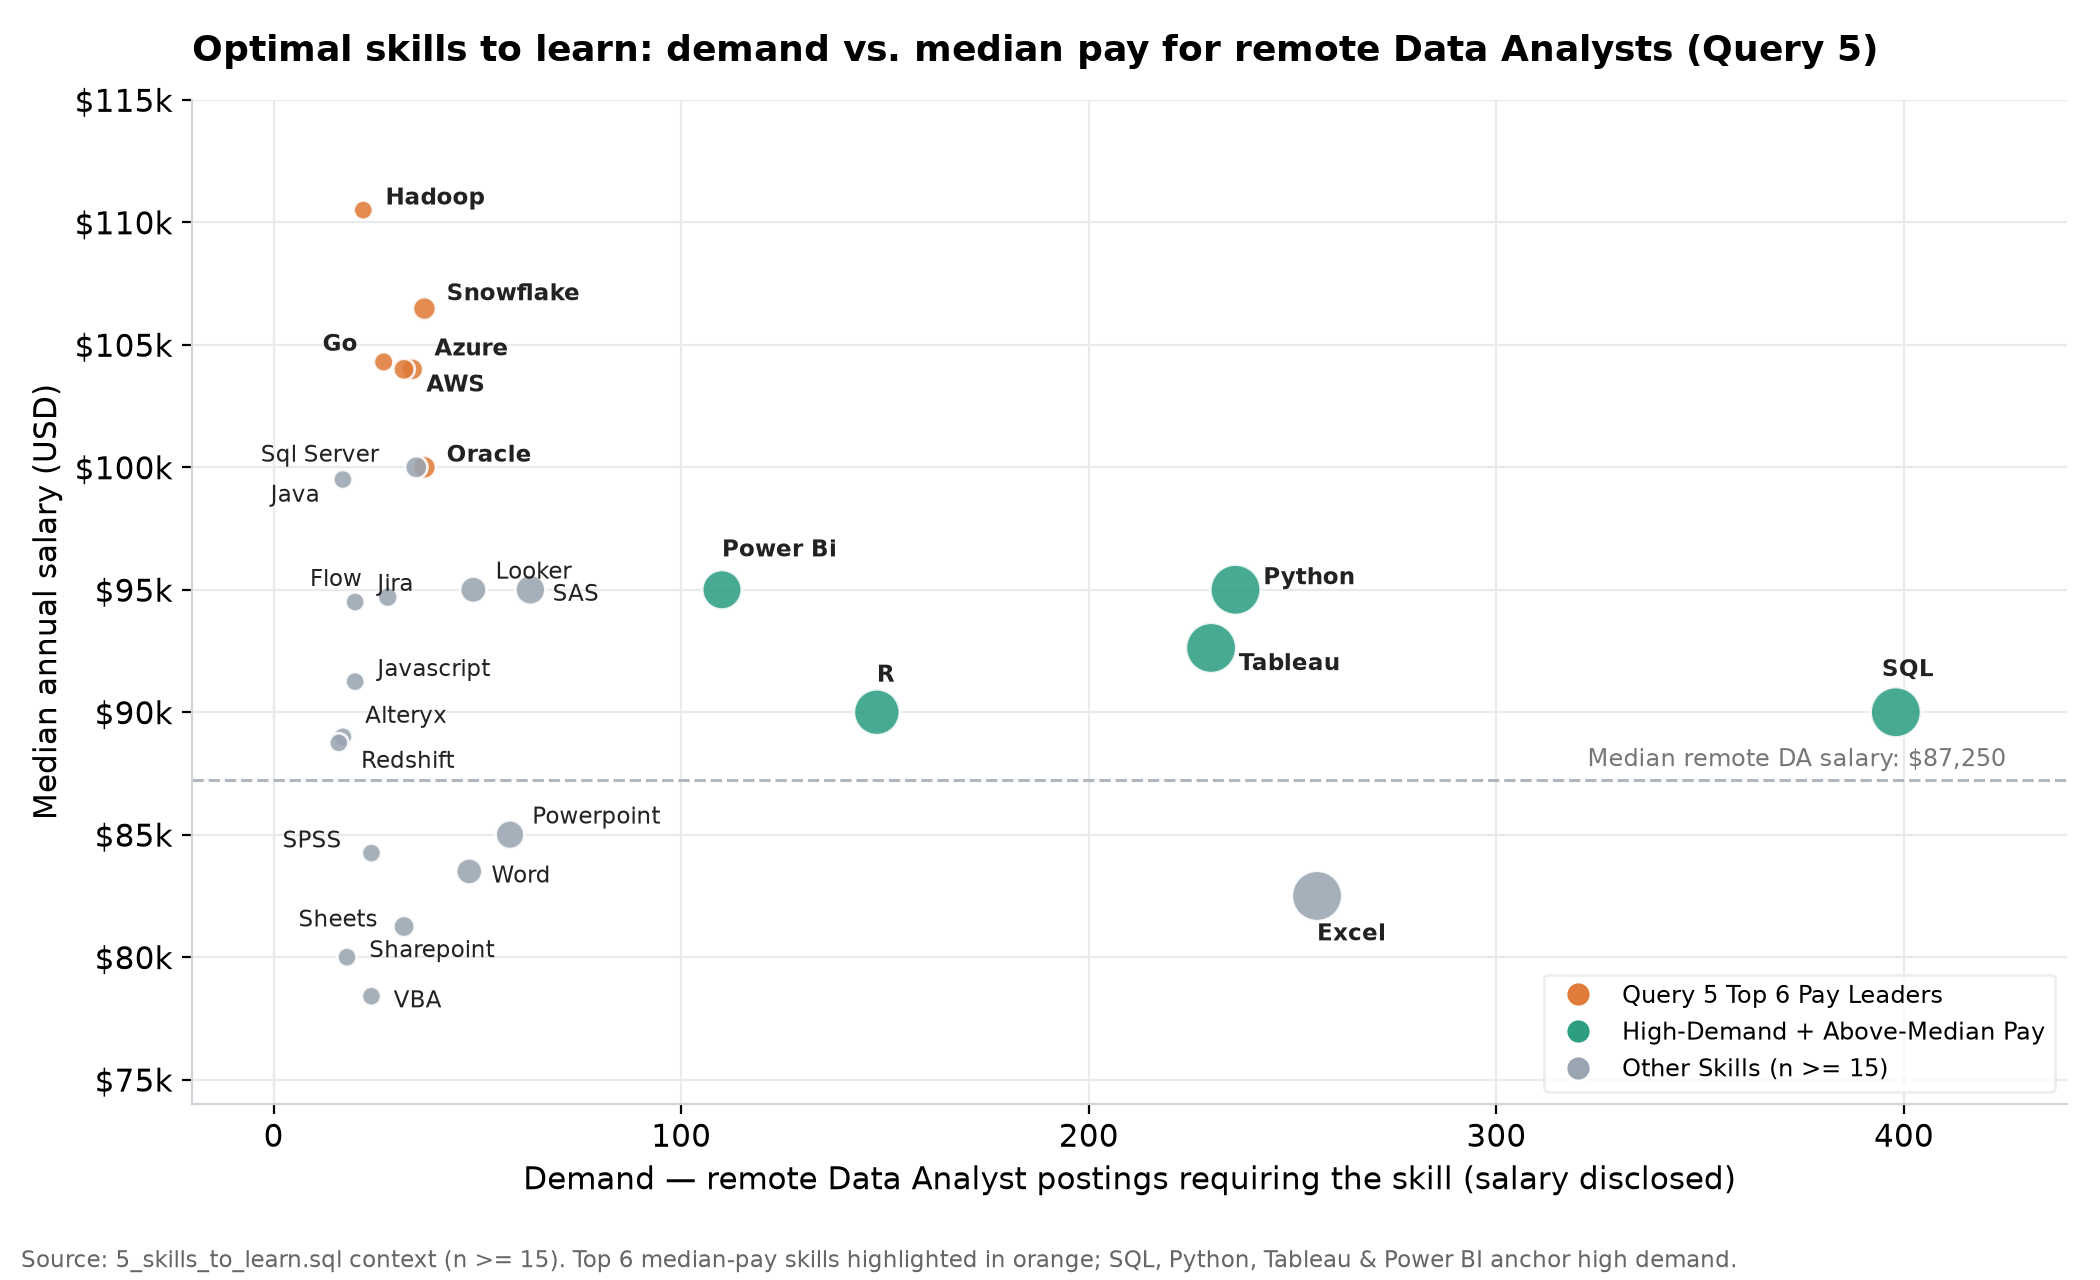 Optimal skills to learn: demand vs. median pay for remote Data Analysts (Query 5)
Median annual salary (USD)
$115k
$110k
$105k
$100k
$95k
$90k
$85k
$80k
$75k
Hadoop
Snowflake
Go
Azure
AWS
Sql Server
Oracle
Java
Power Bi
Flow
Jira
Looker
SAS
Python
Tableau
Javascript
R
SQL
Alteryx
Redshift
Median remote DA salary: $87,250
Powerpoint
SPSS
Word
Sheets
Excel
Sharepoint
VBA
Query 5 Top 6 Pay Leaders
High-Demand + Above-Median Pay
Other Skills (n >= 15)
0
100
200
300
400
Demand — remote Data Analyst postings requiring the skill (salary disclosed)
Source: 5_skills_to_learn.sql context (n >= 15). Top 6 median-pay skills highlighted in orange; SQL, Python, Tableau & Power BI anchor high demand.